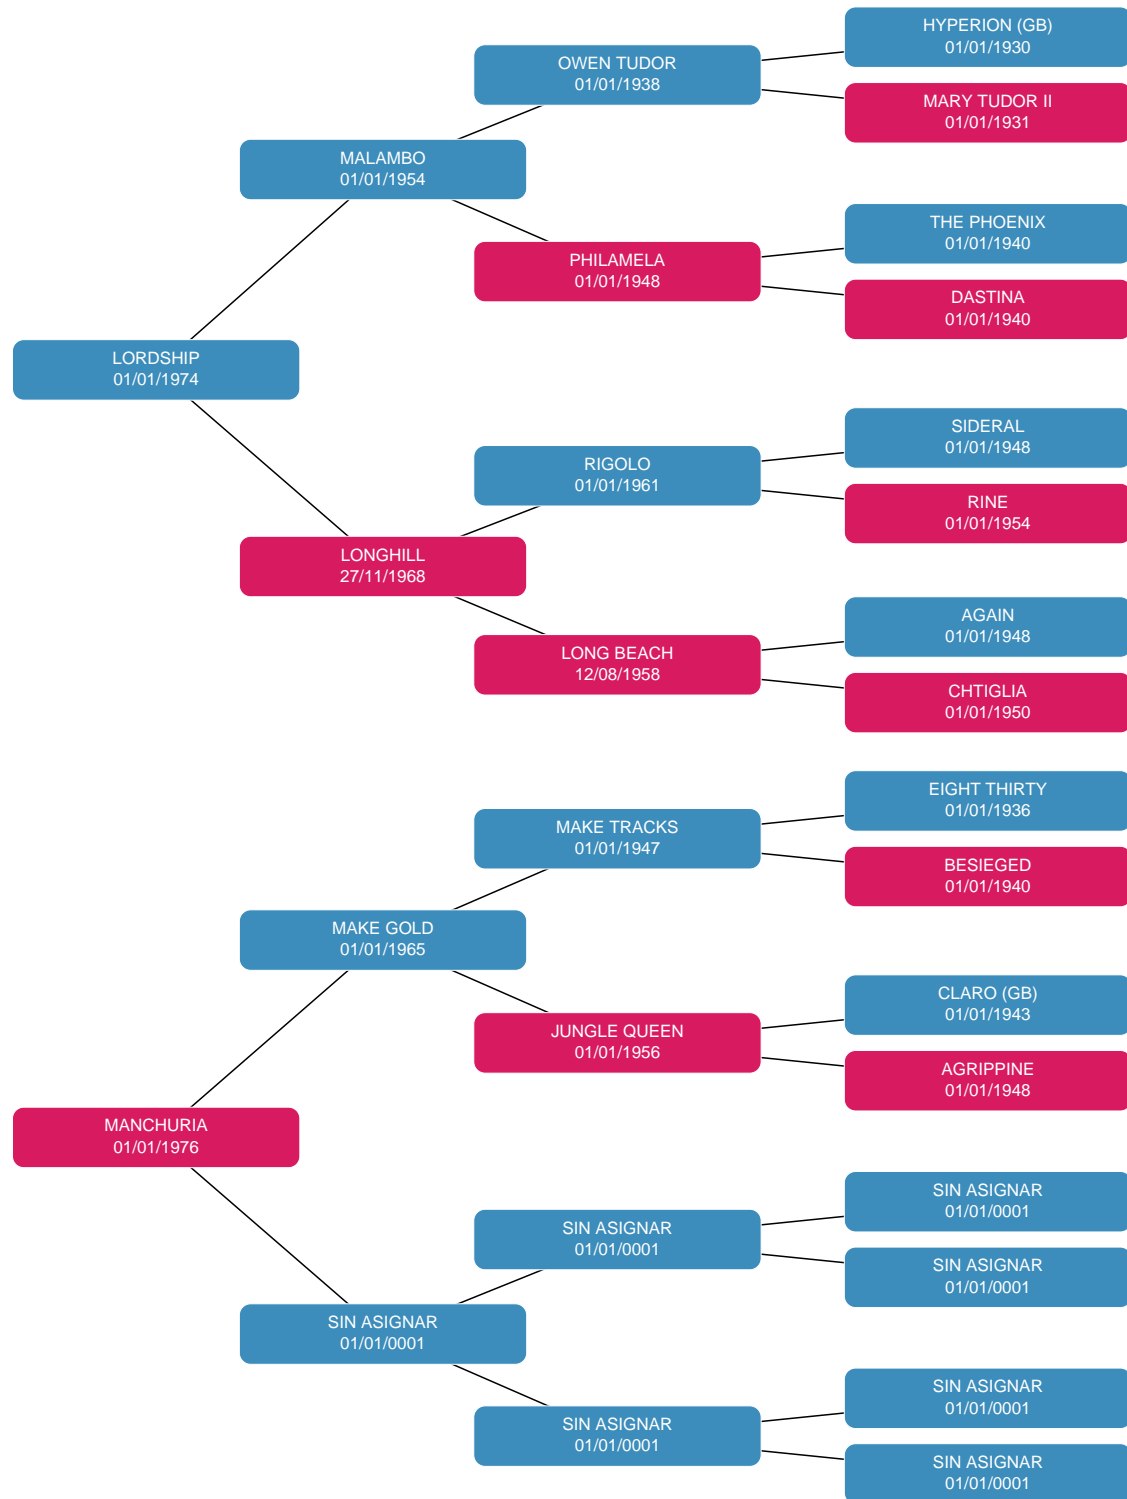 HYPERION (GB)
01/01/1930
OWEN TUDOR
01/01/1938
MARY TUDOR II
01/01/1931
MALAMBO
01/01/1954
THE PHOENIX
01/01/1940
PHILAMELA
01/01/1948
DASTINA
01/01/1940
LORDSHIP
01/01/1974
SIDERAL
01/01/1948
RIGOLO
01/01/1961
RINE
01/01/1954
LONGHILL
27/11/1968
AGAIN
01/01/1948
LONG BEACH
12/08/1958
CHTIGLIA
01/01/1950
EIGHT THIRTY
01/01/1936
MAKE TRACKS
01/01/1947
BESIEGED
01/01/1940
MAKE GOLD
01/01/1965
CLARO (GB)
01/01/1943
JUNGLE QUEEN
01/01/1956
AGRIPPINE
01/01/1948
MANCHURIA
01/01/1976
SIN ASIGNAR
01/01/0001
SIN ASIGNAR
01/01/0001
SIN ASIGNAR
01/01/0001
SIN ASIGNAR
01/01/0001
SIN ASIGNAR
01/01/0001
SIN ASIGNAR
01/01/0001
SIN ASIGNAR
01/01/0001